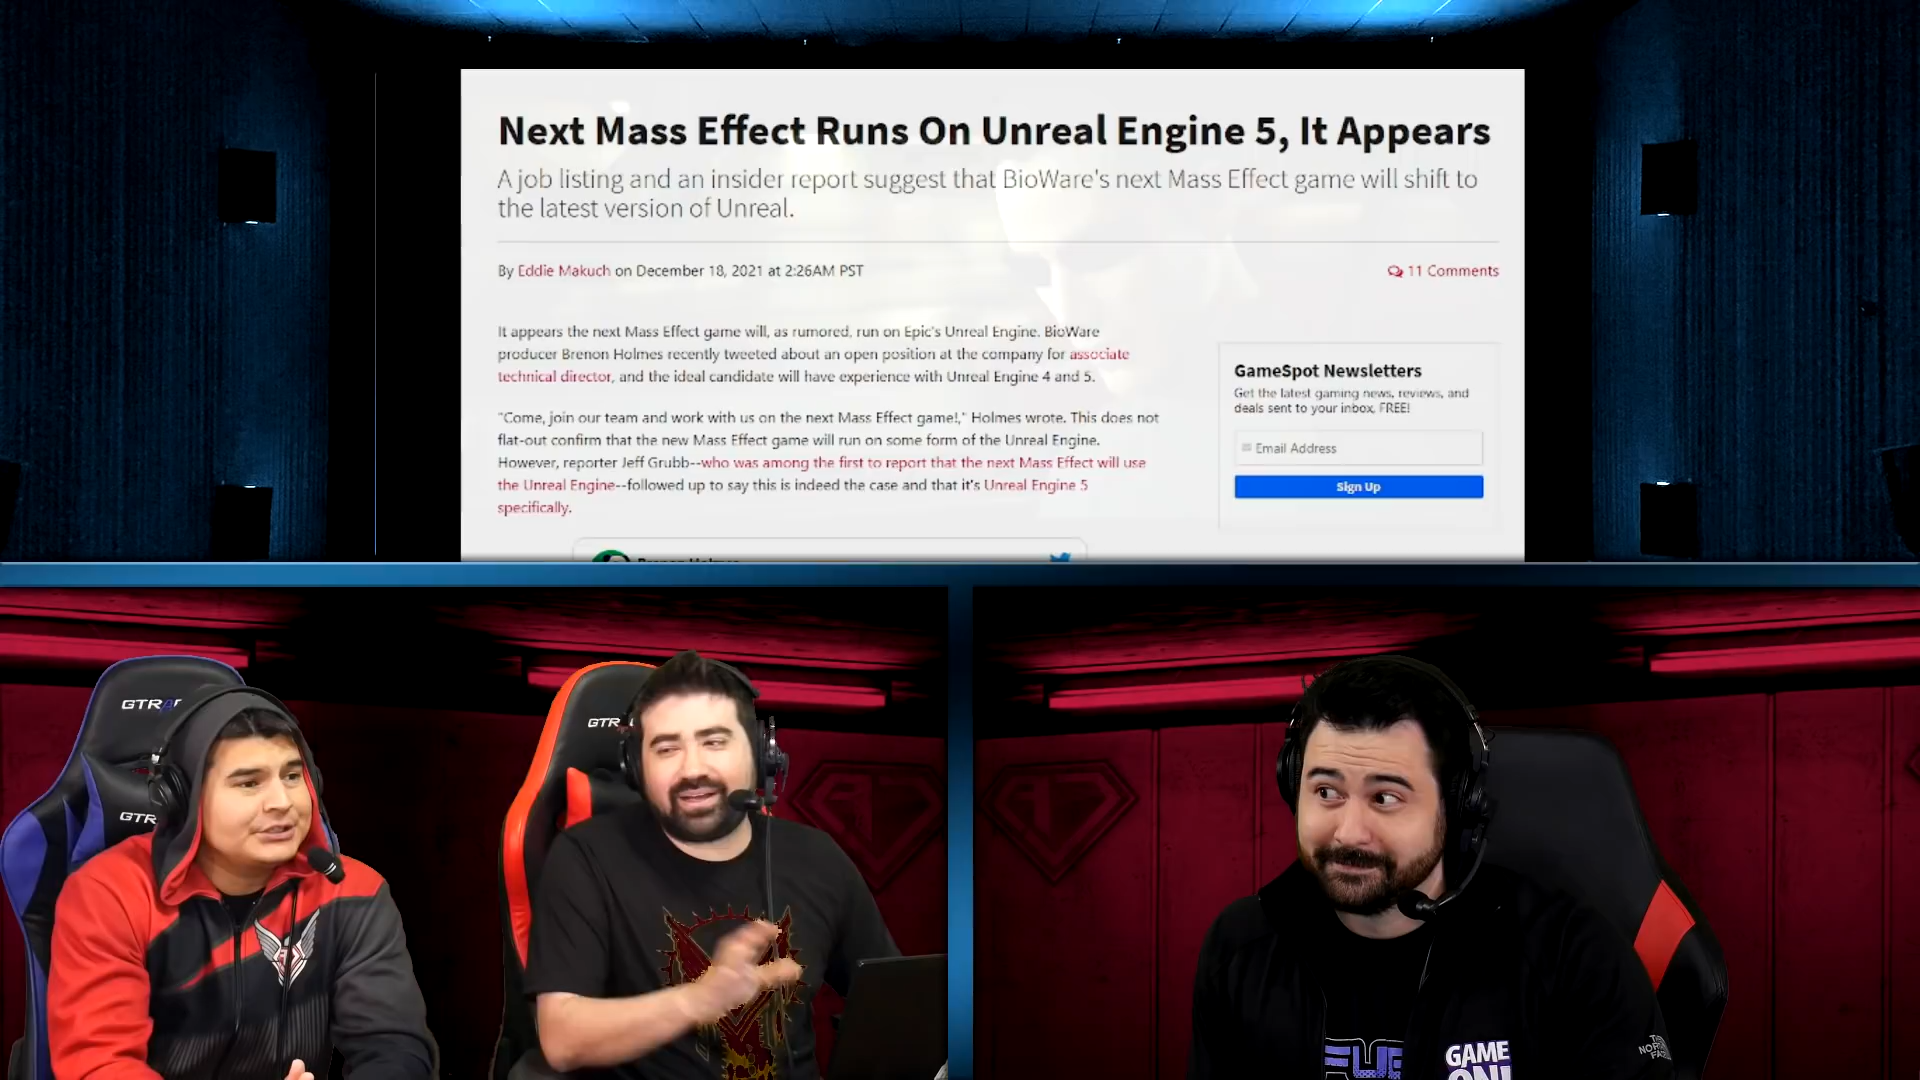 Next Mass Effect Runs On Unreal Engine 5, It Appears
A job listing and an insider report suggest that BioWare's next Mass Effect game will shift to
the latest version of Unreal.
By Eddie Makuch on December 18, 2021 at 2:26AM PST
11 Comments
It appears the next Mass Effect game will, as rumored, run on Epic's Unreal Engine. BioWare
producer Brenon Holmes recently tweeted about an open position at the company for associate
technical director, and the ideal candidate will have experience with Unreal Engine 4 and 5.
"Come, join our team and work with us on the next Mass Effect game!," Holmes wrote. This does not
flat-out confirm that the new Mass Effect game will run on some form of the Unreal Engine.
However, reporter Jeff Grubb--who was among the first to report that the next Mass Effect will use
the Unreal Engine--followed up to say this is indeed the case and that it's Unreal Engine 5
specifically.
GameSpot Newsletters
Get the latest gaming news, reviews, and
deals sent to your inbox, FREE!
Email Address
Sign Up
GTR
GTR
GTR
GAME
ON!
THE
NORTH
FACE